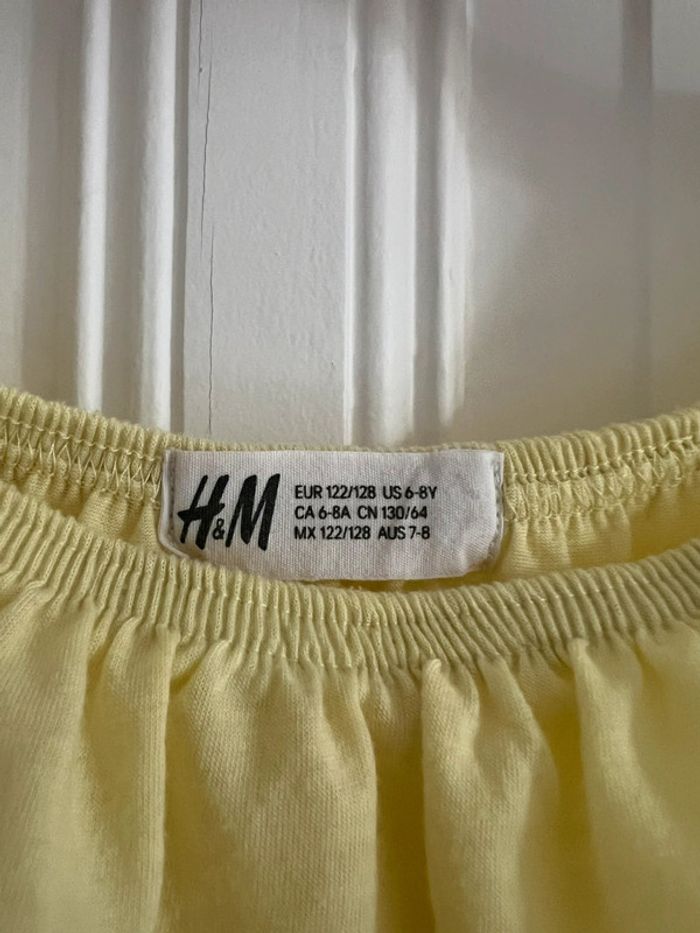 H&M
EUR 122/128 US 6-8Y
CA 6-8A CN 130/64
MX 122/128 AUS 7-8